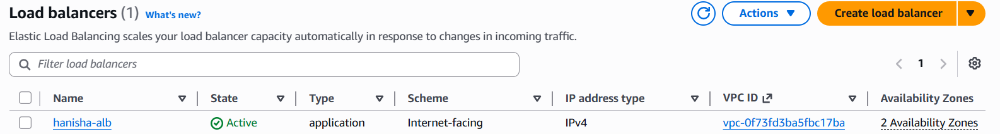 Load balancers (1) What's new?
Actions
Create load balancer
Elastic Load Balancing scales your load balancer capacity automatically in response to changes in incoming traffic.
Filter load balancers
1
Name State Type Scheme IP address type VPC ID Availability Zones
hanisha-alb Active application Internet-facing IPv4 vpc-0f73fd3ba5fbc17ba 2 Availability Zones